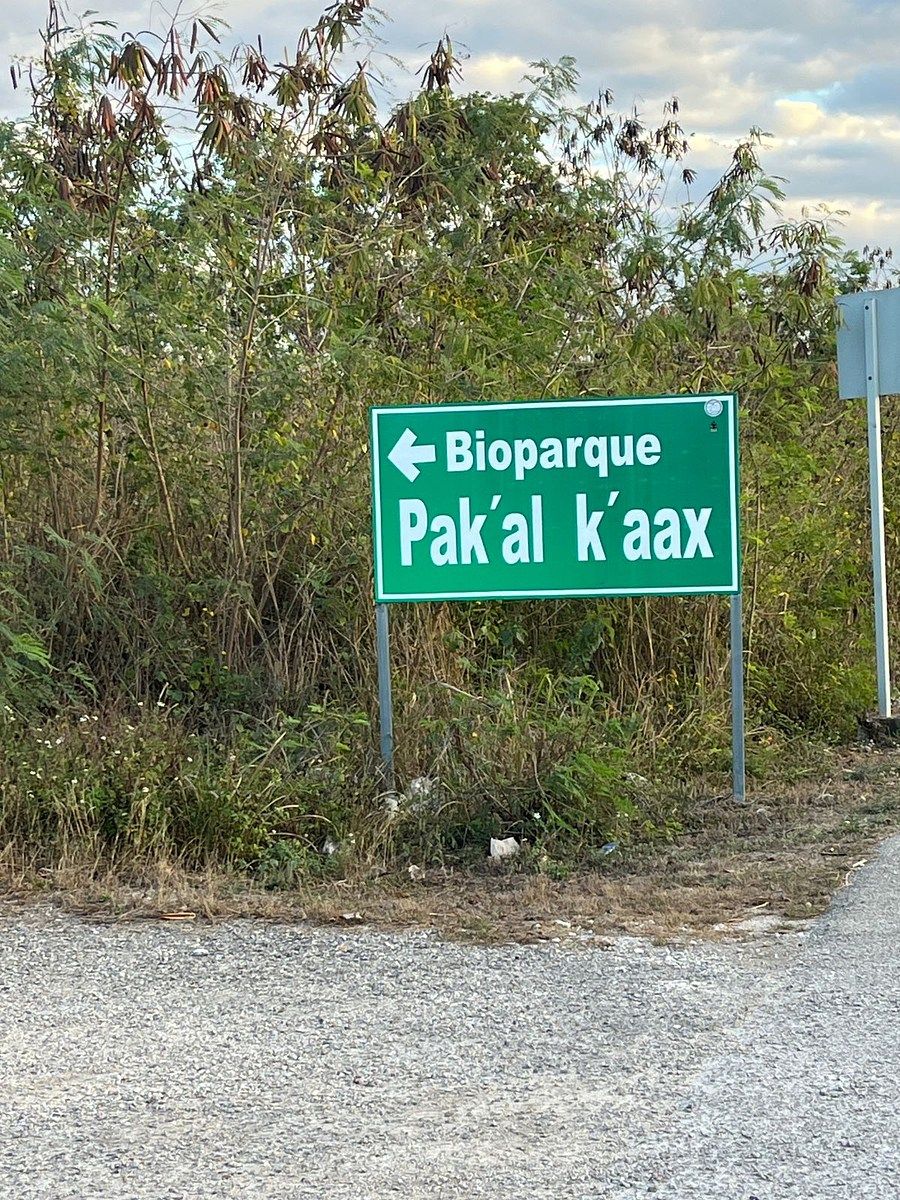 ← Bioparque
Pak´al k´aax